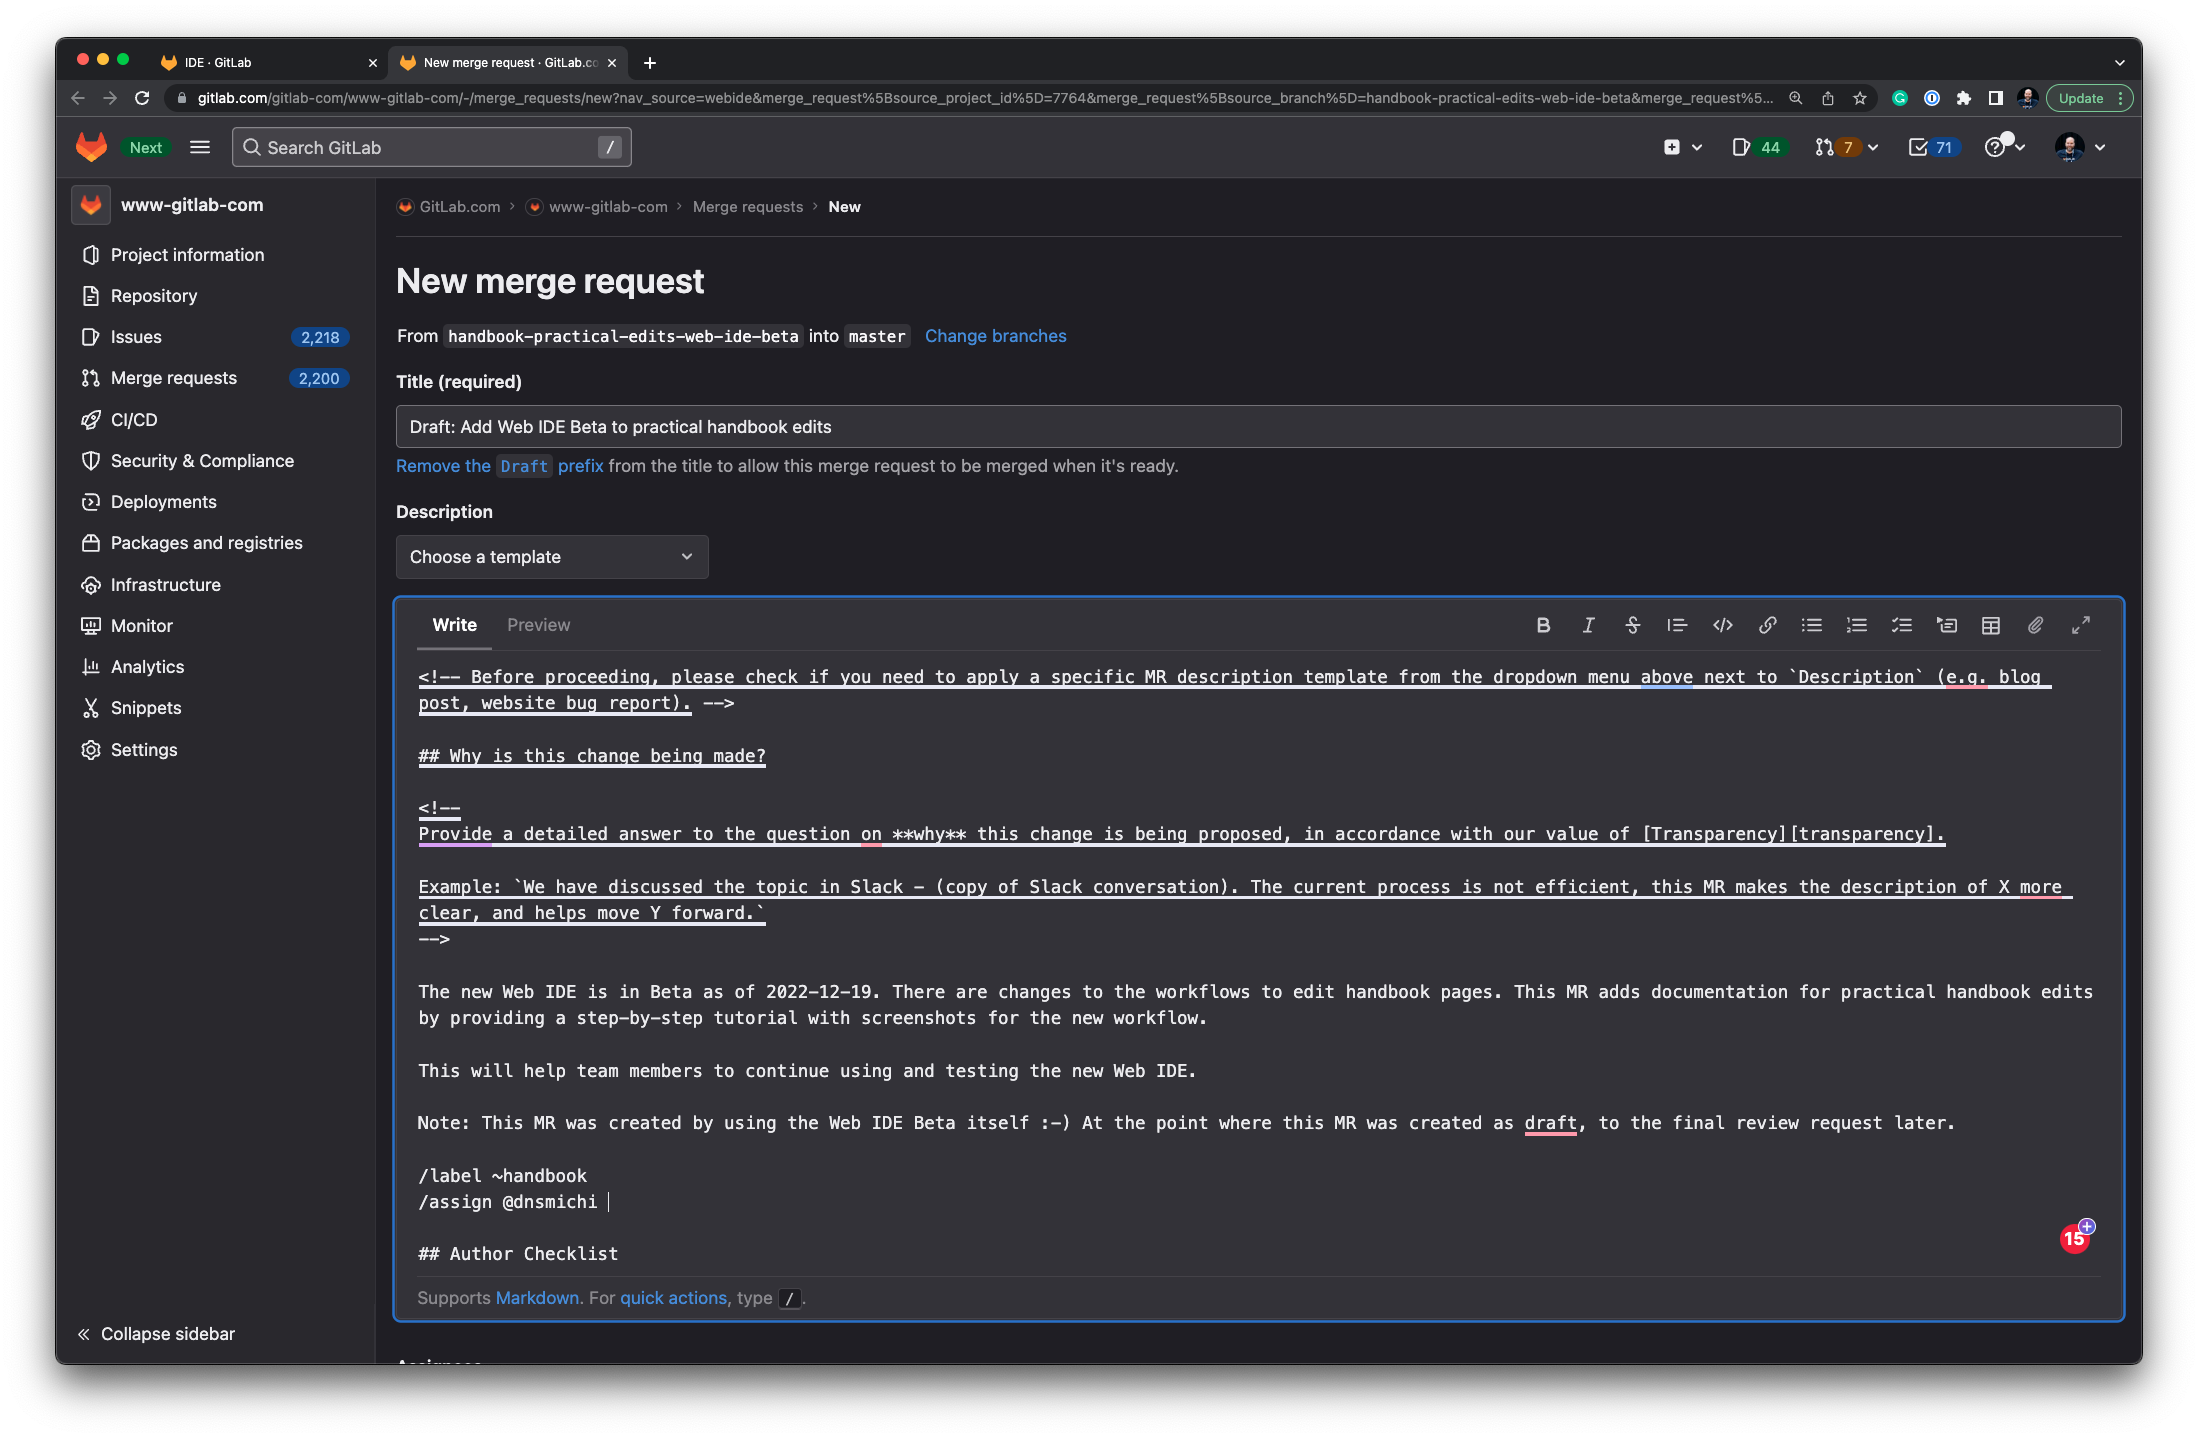 IDE · GitLab
New merge request · GitLab.co
gitlab.com/gitlab-com/www-gitlab-com/-/merge_requests/new?nav_source=webide&merge_request%5Bsource_project_id%5D=7764&merge_request%5Bsource_branch%5D=handbook-practical-edits-web-ide-beta&merge_request%5...
Update
Next
Search GitLab
/
44
7
71
www-gitlab-com
Project information
Repository
Issues
2,218
Merge requests
2,200
CI/CD
Security & Compliance
Deployments
Packages and registries
Infrastructure
Monitor
Analytics
Snippets
Settings
Collapse sidebar
GitLab.com › www-gitlab-com › Merge requests › New
New merge request
From handbook-practical-edits-web-ide-beta into master Change branches
Title (required)
Draft: Add Web IDE Beta to practical handbook edits
Remove the Draft prefix from the title to allow this merge request to be merged when it's ready.
Description
Choose a template
Write
Preview
<!-- Before proceeding, please check if you need to apply a specific MR description template from the dropdown menu above next to `Description` (e.g. blog
post, website bug report). -->
## Why is this change being made?
<!--
Provide a detailed answer to the question on **why** this change is being proposed, in accordance with our value of [Transparency][transparency].
Example: `We have discussed the topic in Slack - (copy of Slack conversation). The current process is not efficient, this MR makes the description of X more
clear, and helps move Y forward.`
-->
The new Web IDE is in Beta as of 2022-12-19. There are changes to the workflows to edit handbook pages. This MR adds documentation for practical handbook edits
by providing a step-by-step tutorial with screenshots for the new workflow.
This will help team members to continue using and testing the new Web IDE.
Note: This MR was created by using the Web IDE Beta itself :-) At the point where this MR was created as draft, to the final review request later.
/label ~handbook
/assign @dnsmichi
15
## Author Checklist
Supports Markdown. For quick actions, type /.